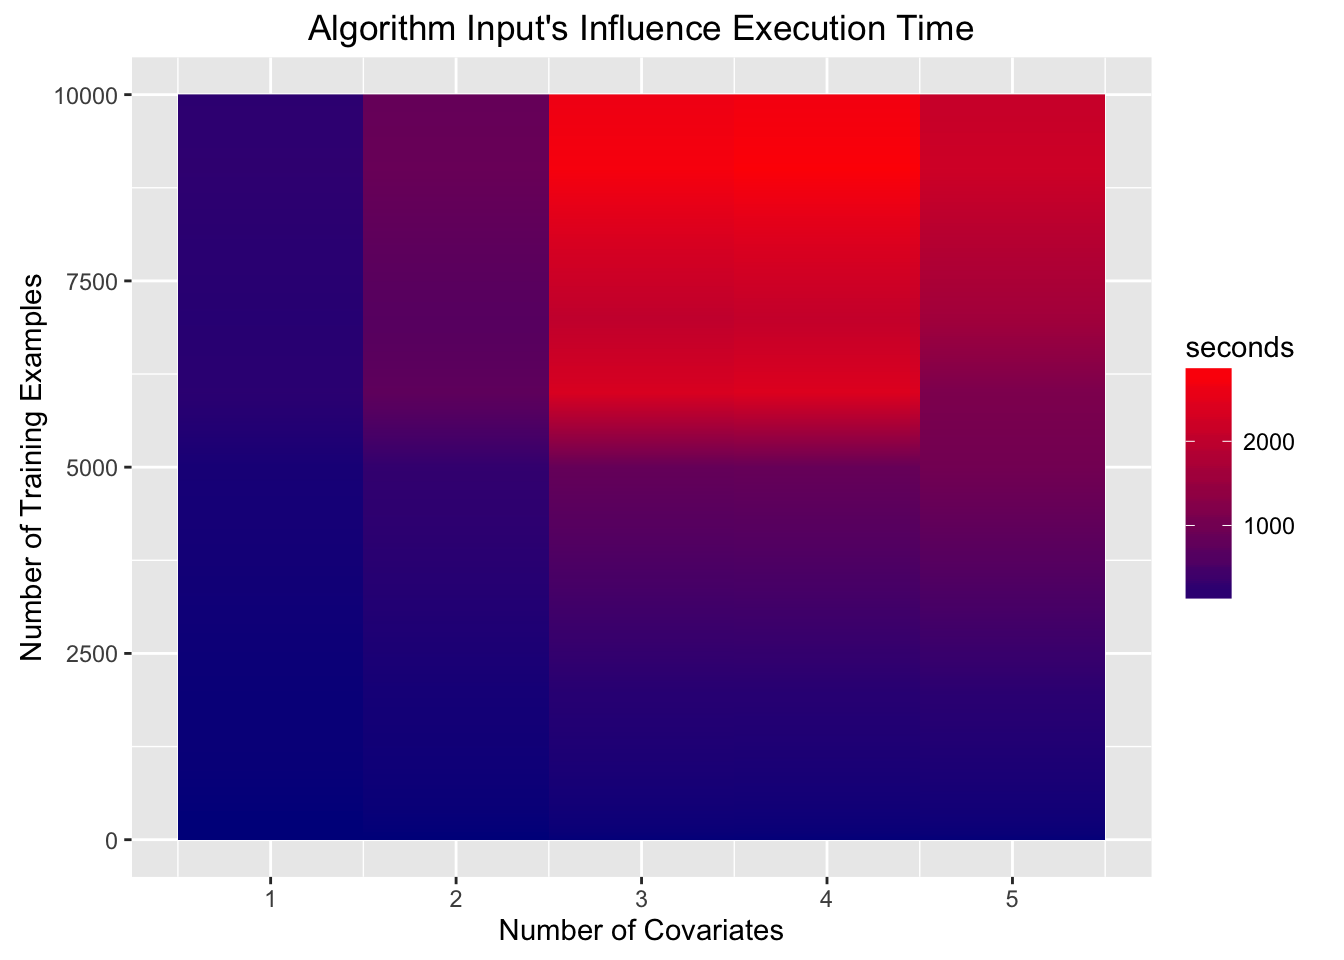 Algorithm Input's Influence Execution Time
Number of Training Examples
10000
7500
5000
2500
0
1 2 3 4 5
Number of Covariates
seconds
2000
1000